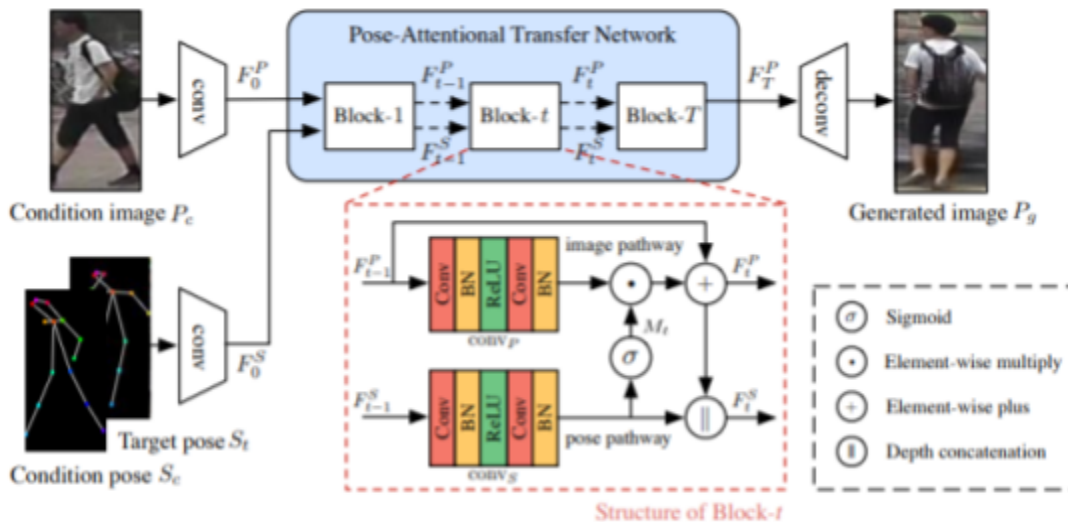 Pose-Attentional Transfer Network
conv
F_0^P
Block-1
F_{t-1}^P
F_{t-1}^S
Block-t
F_t^P
F_t^S
Block-T
F_T^P
deconv
Condition image P_c
Generated image P_g
conv
F_0^S
Target pose S_t
Condition pose S_c
F_{t-1}^P
Conv
BN
ReLU
Conv
BN
conv_P
image pathway
•
+
F_t^P
M_t
σ
F_{t-1}^S
Conv
BN
ReLU
Conv
BN
conv_S
pose pathway
||
F_t^S
Structure of Block-t
σ Sigmoid
• Element-wise multiply
+ Element-wise plus
|| Depth concatenation